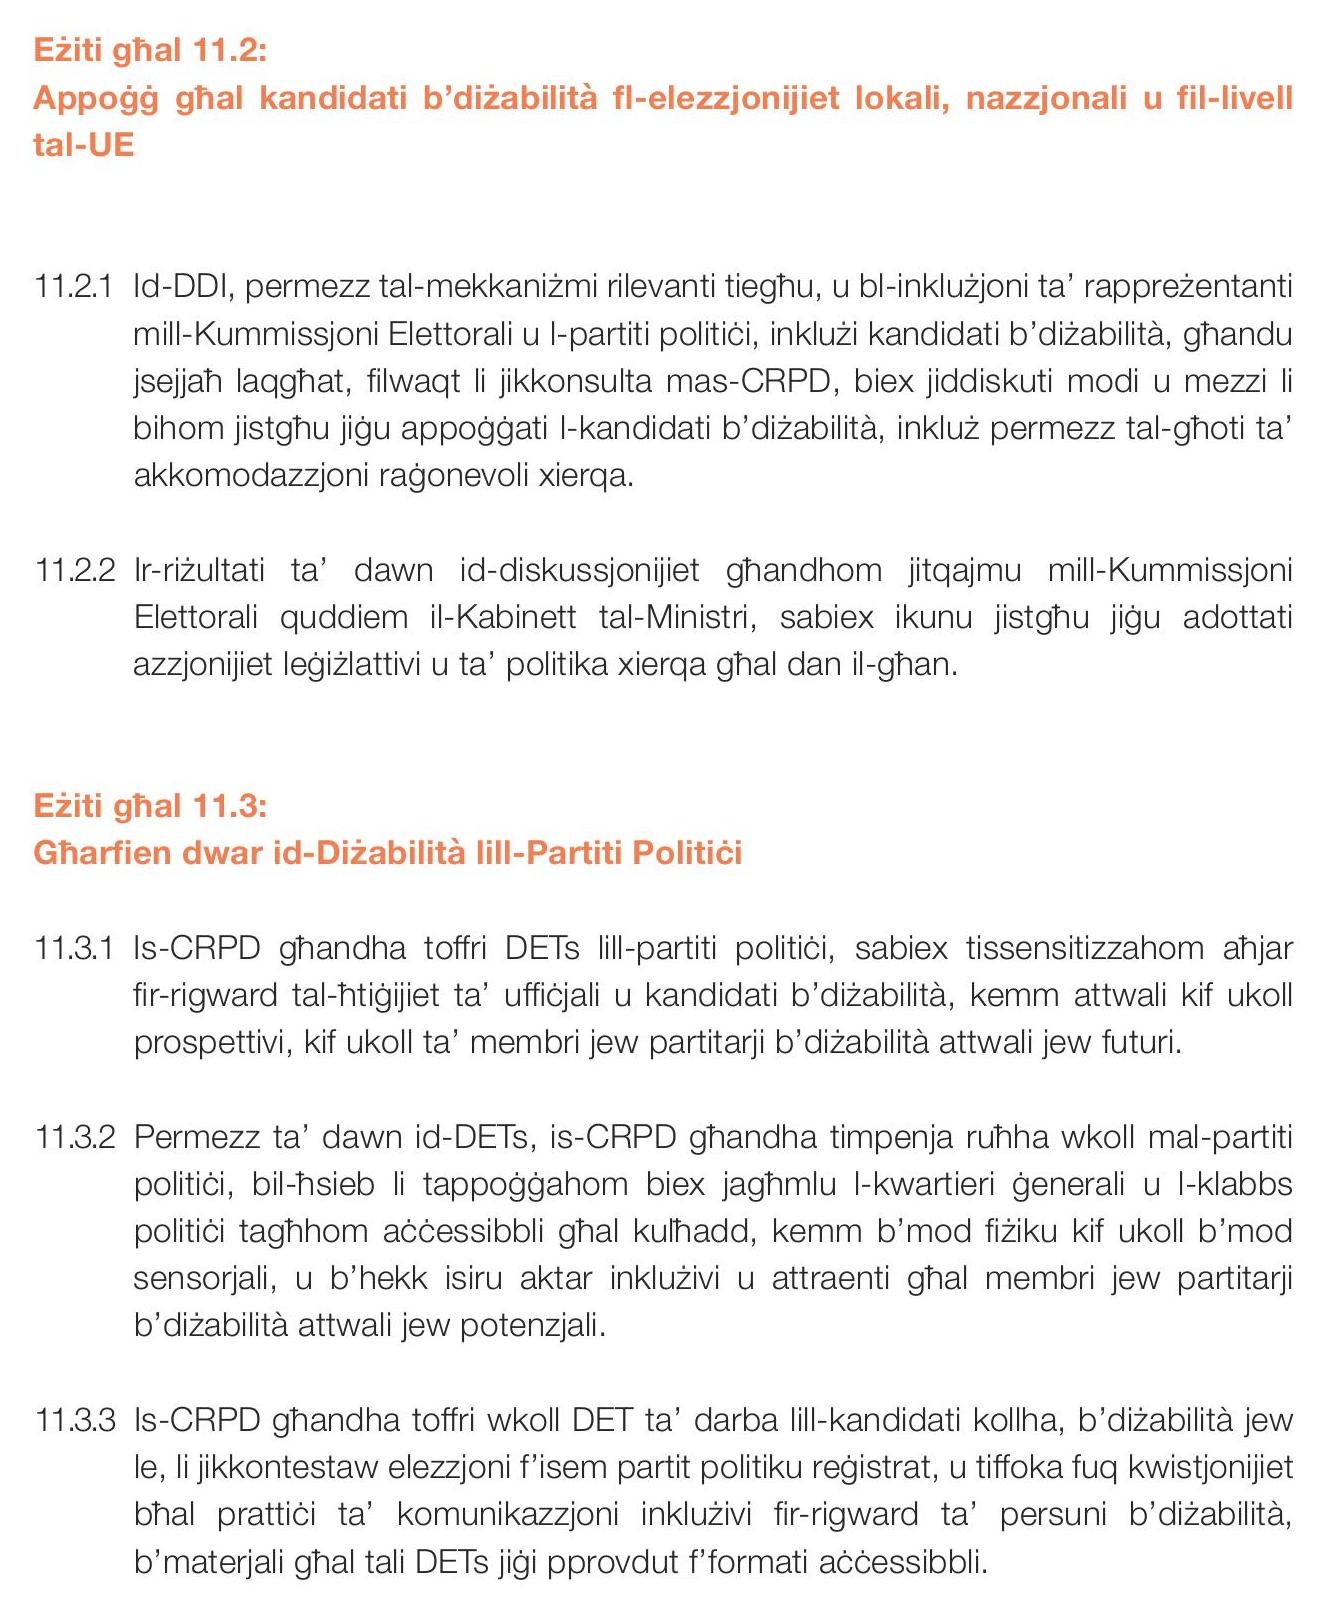 Eżiti għal 11.2:
Appoġġ għal kandidati b’diżabilità fl-elezzjonijiet lokali, nazzjonali u fil-livell
tal-UE
11.2.1 Id-DDI, permezz tal-mekkaniżmi rilevanti tiegħu, u bl-inklużjoni ta’ rappreżentanti
mill-Kummissjoni Elettorali u l-partiti politiċi, inklużi kandidati b’diżabilità, għandu
jsejjaħ laqgħat, filwaqt li jikkonsulta mas-CRPD, biex jiddiskuti modi u mezzi li
bihom jistgħu jiġu appoġġati l-kandidati b’diżabilità, inkluż permezz tal-għoti ta’
akkomodazzjoni raġonevoli xierqa.
11.2.2 Ir-riżultati ta’ dawn id-diskussjonijiet għandhom jitqajmu mill-Kummissjoni
Elettorali quddiem il-Kabinett tal-Ministri, sabiex ikunu jistgħu jiġu adottati
azzjonijiet leġiżlattivi u ta’ politika xierqa għal dan il-għan.
Eżiti għal 11.3:
Għarfien dwar id-Diżabilità lill-Partiti Politiċi
11.3.1 Is-CRPD għandha toffri DETs lill-partiti politiċi, sabiex tissensitizzahom aħjar
fir-rigward tal-ħtiġijiet ta’ uffiċjali u kandidati b’diżabilità, kemm attwali kif ukoll
prospettivi, kif ukoll ta’ membri jew partitarji b’diżabilità attwali jew futuri.
11.3.2 Permezz ta’ dawn id-DETs, is-CRPD għandha timpenja ruħha wkoll mal-partiti
politiċi, bil-ħsieb li tappoġġahom biex jagħmlu l-kwartieri ġenerali u l-klabbs
politiċi tagħhom aċċessibbli għal kulħadd, kemm b’mod fiżiku kif ukoll b’mod
sensorjali, u b’hekk isiru aktar inklużivi u attraenti għal membri jew partitarji
b’diżabilità attwali jew potenzjali.
11.3.3 Is-CRPD għandha toffri wkoll DET ta’ darba lill-kandidati kollha, b’diżabilità jew
le, li jikkontestaw elezzjoni f’isem partit politiku reġistrat, u tiffoka fuq kwistjonijiet
bħal prattiċi ta’ komunikazzjoni inklużivi fir-rigward ta’ persuni b’diżabilità,
b’materjali għal tali DETs jiġi pprovdut f’formati aċċessibbli.